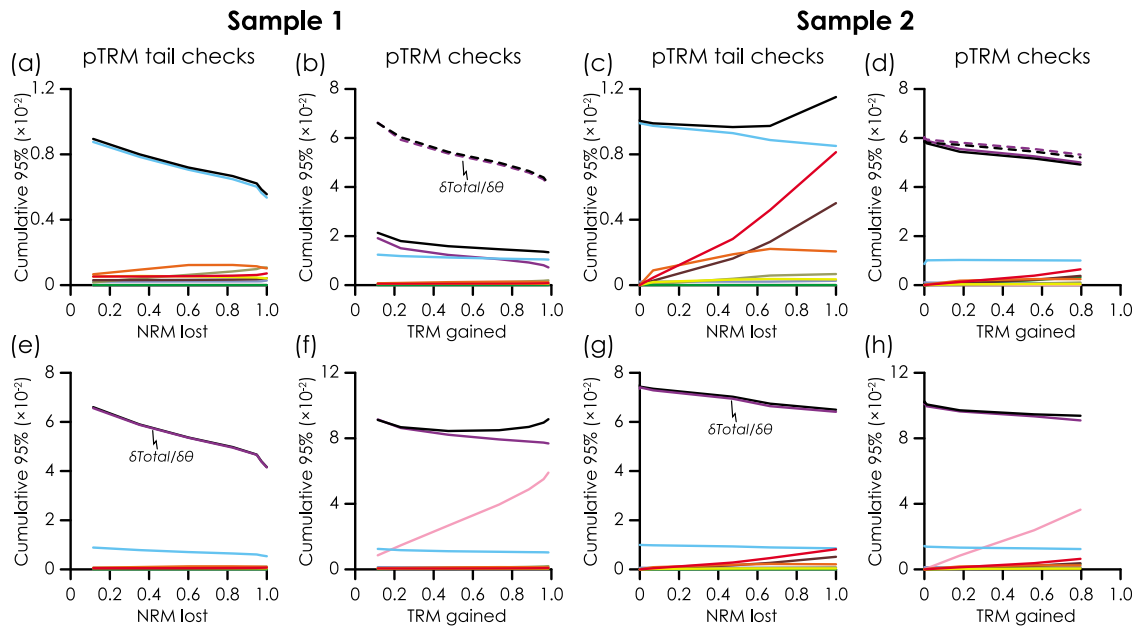 Sample 1
Sample 2
(a)
pTRM tail checks
Cumulative 95% (×10⁻²)
1.2
0.8
0.4
0
0 0.2 0.4 0.6 0.8 1.0
NRM lost
(b)
pTRM checks
Cumulative 95% (×10⁻²)
8
6
4
2
0
δTotal/δθ
0 0.2 0.4 0.6 0.8 1.0
TRM gained
(c)
pTRM tail checks
Cumulative 95% (×10⁻²)
1.2
0.8
0.4
0
0 0.2 0.4 0.6 0.8 1.0
NRM lost
(d)
pTRM checks
Cumulative 95% (×10⁻²)
8
6
4
2
0
0 0.2 0.4 0.6 0.8 1.0
TRM gained
(e)
Cumulative 95% (×10⁻²)
8
6
4
2
0
δTotal/δθ
0 0.2 0.4 0.6 0.8 1.0
NRM lost
(f)
Cumulative 95% (×10⁻²)
12
8
4
0
0 0.2 0.4 0.6 0.8 1.0
TRM gained
(g)
Cumulative 95% (×10⁻²)
8
6
4
2
0
δTotal/δθ
0 0.2 0.4 0.6 0.8 1.0
NRM lost
(h)
Cumulative 95% (×10⁻²)
12
8
4
0
0 0.2 0.4 0.6 0.8 1.0
TRM gained